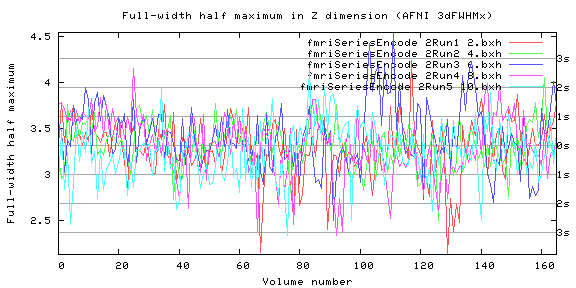 Full-width half maximum in Z dimension (AFNI 3dFWHMx)
4.5
4
3.5
3
2.5
Full-width half maximum
fmriSeriesEncode 2Run1 2.bxh
fmriSeriesEncode 2Run2 4.bxh
fmriSeriesEncode 2Run3 6.bxh
fmriSeriesEncode 2Run4 8.bxh
fmriSeriesEncode 2Run5 10.bxh
3s
2s
1s
0s
1s
2s
3s
0 20 40 60 80 100 120 140 160
Volume number